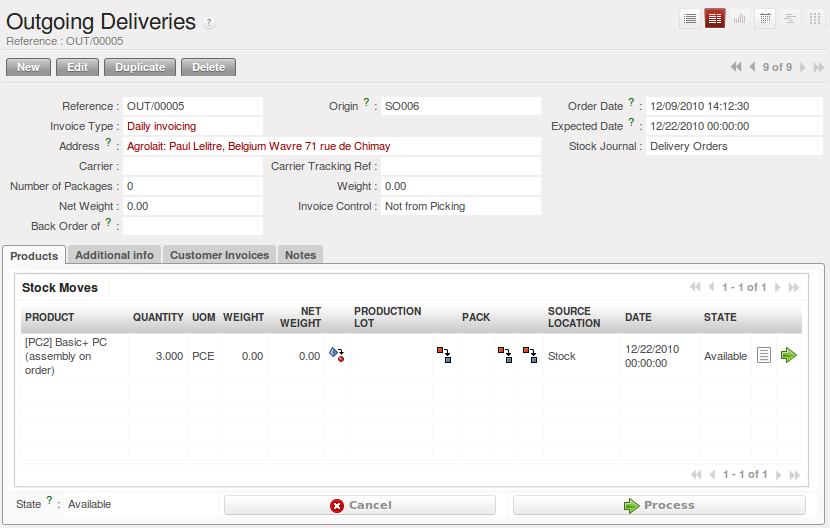 Outgoing Deliveries ?
Reference : OUT/00005
New Edit Duplicate Delete 9 of 9
Reference : OUT/00005 Origin ? : SO006 Order Date ? : 12/09/2010 14:12:30
Invoice Type : Daily invoicing Expected Date ? : 12/22/2010 00:00:00
Address ? : Agrolait: Paul Lelitre, Belgium Wavre 71 rue de Chimay Stock Journal : Delivery Orders
Carrier : Carrier Tracking Ref :
Number of Packages : 0 Weight : 0.00
Net Weight : 0.00 Invoice Control : Not from Picking
Back Order of ? :
Products Additional info Customer Invoices Notes
Stock Moves 1 - 1 of 1
PRODUCT QUANTITY UOM WEIGHT NET WEIGHT PRODUCTION LOT PACK SOURCE LOCATION DATE STATE
[PC2] Basic+ PC (assembly on order) 3.000 PCE 0.00 0.00 Stock 12/22/2010 00:00:00 Available
1 - 1 of 1
State ? : Available Cancel Process